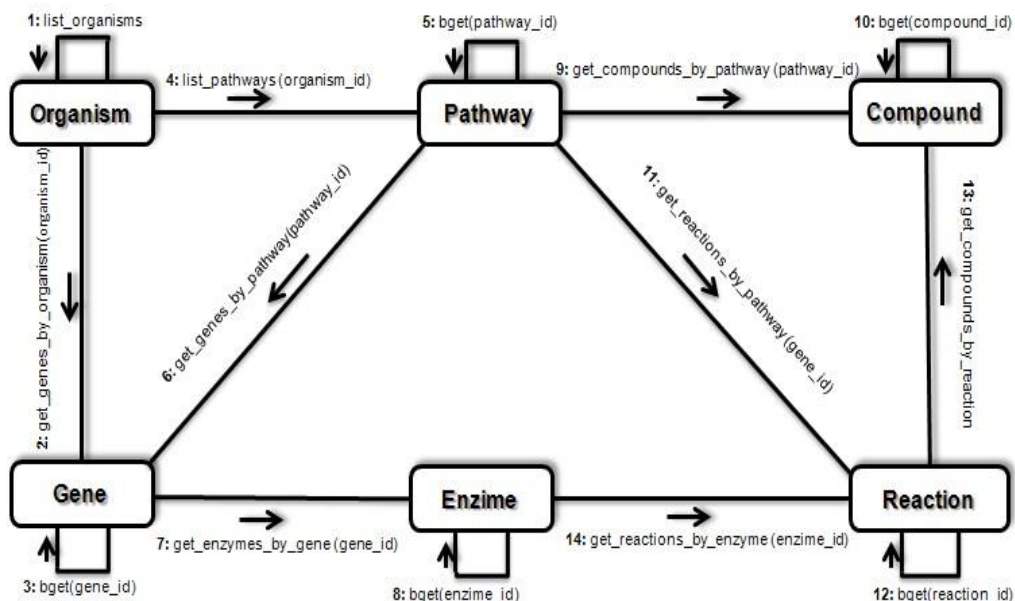 1: list_organisms
5: bget(pathway_id)
10: bget(compound_id)
4: list_pathways (organism_id)
9: get_compounds_by_pathway (pathway_id)
Organism
Pathway
Compound
2: get_genes_by_organism(organism_id)
6: get_genes_by_pathway(pathway_id)
11: get_reactions_by_pathway(gene_id)
13: get_compounds_by_reaction
Gene
Enzime
Reaction
7: get_enzymes_by_gene (gene_id)
14: get_reactions_by_enzyme (enzime_id)
3: bget(gene_id)
8: bget(enzime_id)
12: bget(reaction_id)